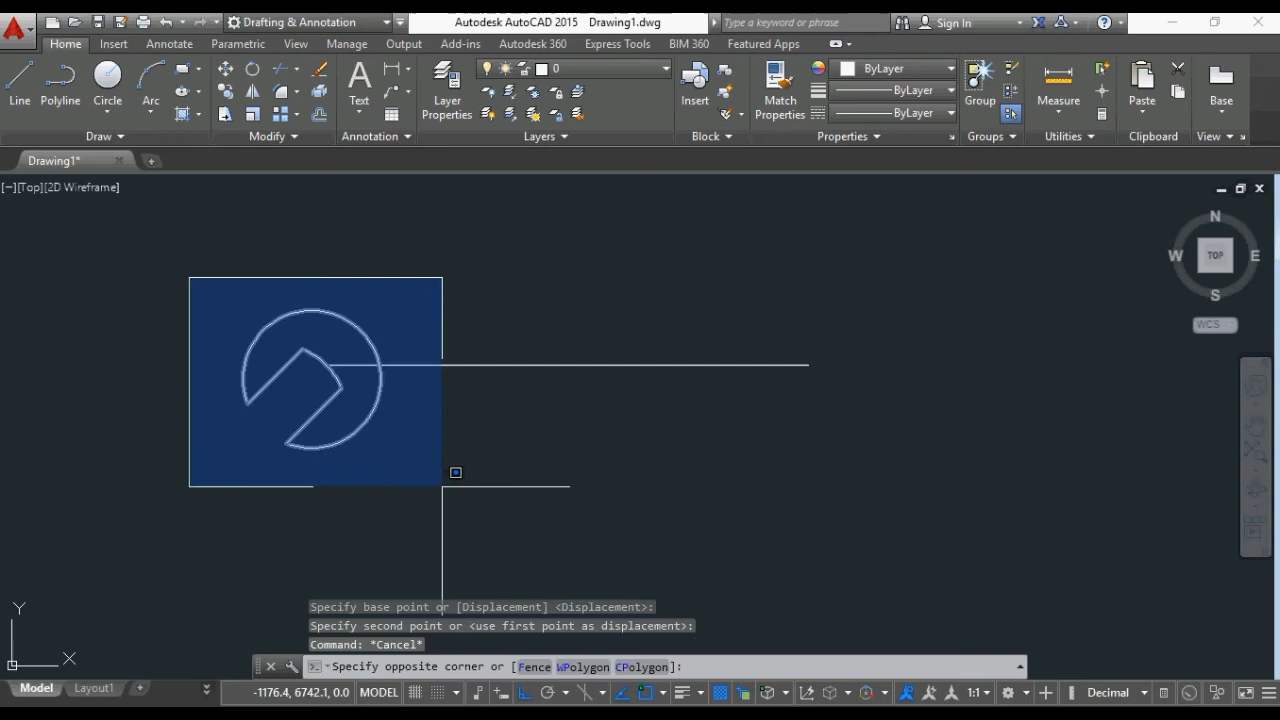 Drafting & Annotation
Autodesk AutoCAD 2015 Drawing1.dwg
Type a keyword or phrase
Sign In
Home Insert Annotate Parametric View Manage Output Add-ins Autodesk 360 Express Tools BIM 360 Featured Apps
0
ByLayer
Line Polyline Circle Arc
Text
Layer Properties
Insert
Match Properties
ByLayer
ByLayer
Group
Measure
Paste
Base
Draw Modify Annotation Layers Block Properties Groups Utilities Clipboard View
Drawing1*
[−][Top][2D Wireframe]
N
W TOP E
S
WCS
Specify base point or [Displacement] <Displacement>:
Specify second point or <use first point as displacement>:
Command: *Cancel*
Specify opposite corner or [Fence WPolygon CPolygon]:
Y
X
Model Layout1
-1176.4, 6742.1, 0.0 MODEL 1:1 Decimal